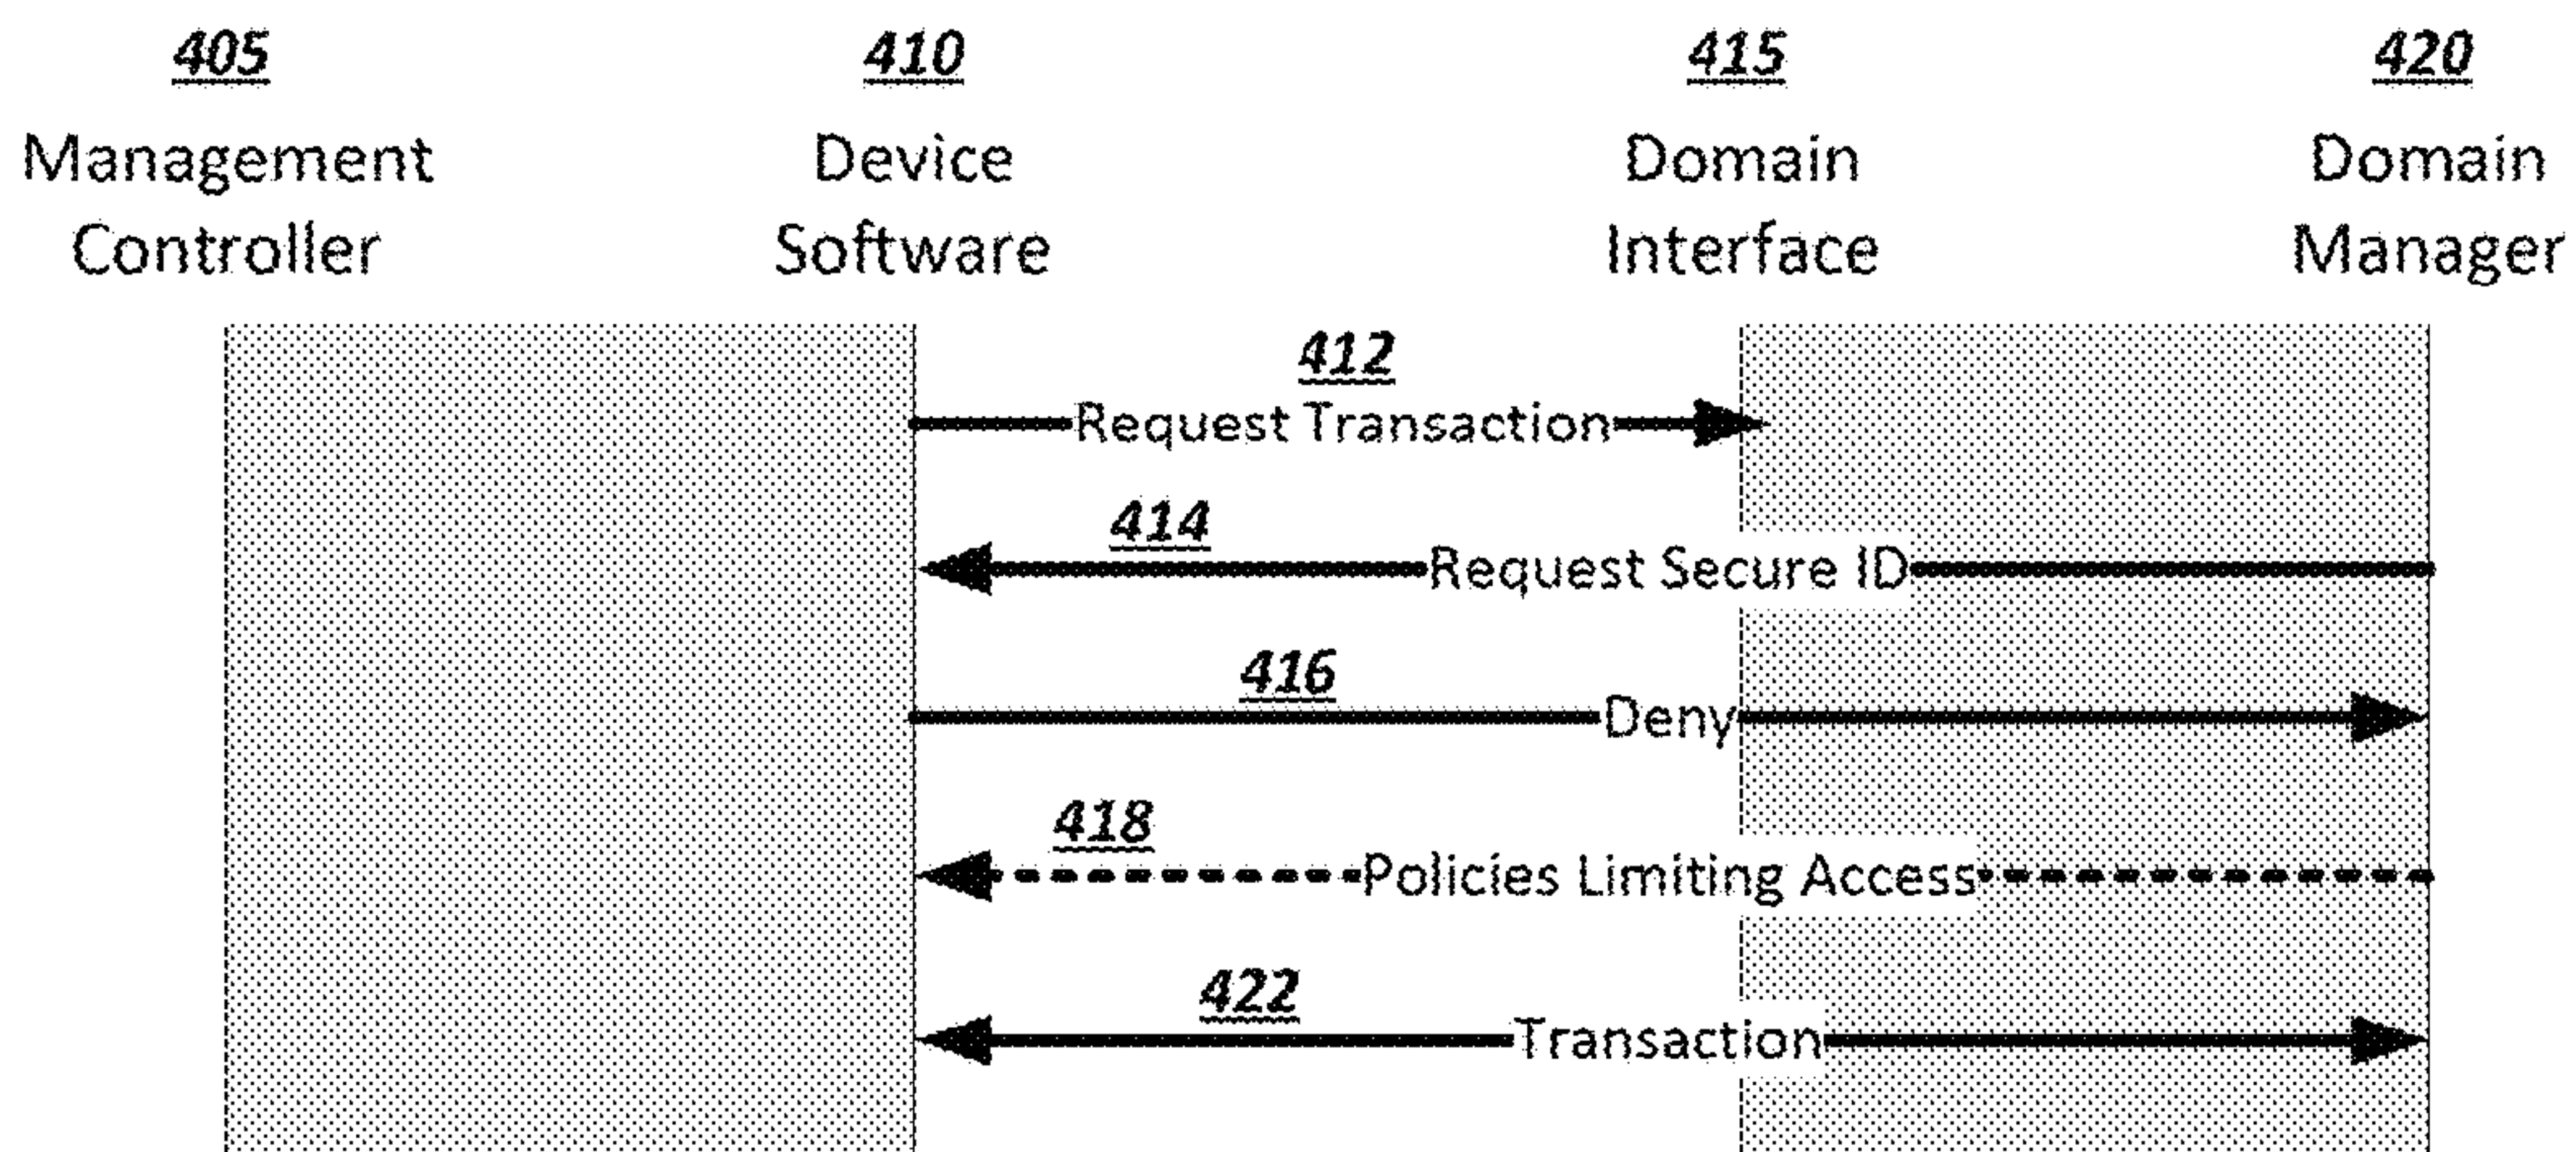 405 410 415 420
Management Device Domain Domain
Controller Software Interface Manager
412
Request Transaction
414
Request Secure ID
416
Deny
418
Policies Limiting Access
422
Transaction